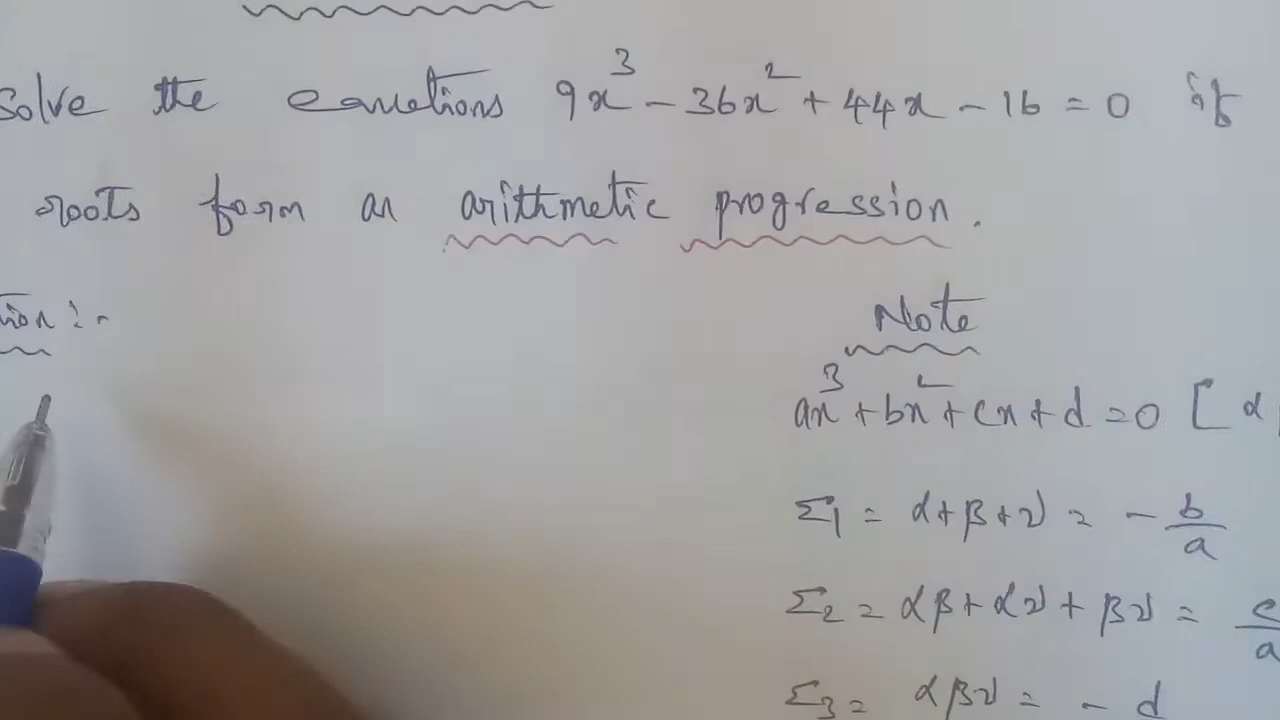 Solve the equations 9x³ - 36x² + 44x - 16 = 0 if
roots form an arithmetic progression.
tion :-
Note
ax³ + bx² + cx + d = 0 [ α
Σ1 = α + β + γ = - b/a
Σ2 = αβ + αγ + βγ = c/a
Σ3 = αβγ = - d